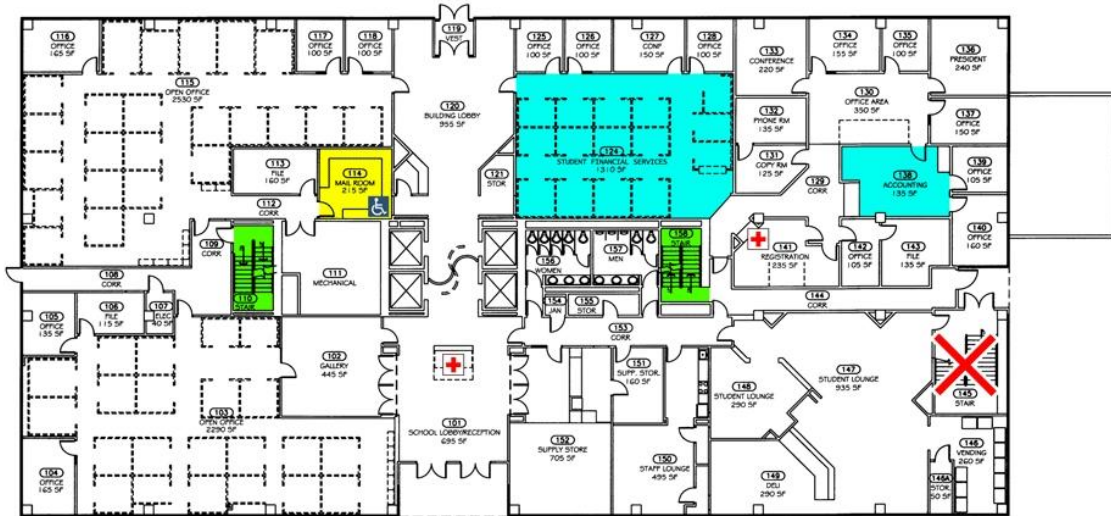 116
OFFICE
165 SF
117
OFFICE
100 SF
118
OFFICE
100 SF
119
VEST
125
OFFICE
100 SF
126
OFFICE
100 SF
127
CONF
150 SF
128
OFFICE
100 SF
133
CONFERENCE
220 SF
134
OFFICE
155 SF
135
OFFICE
100 SF
136
PRESIDENT
240 SF
115
OPEN OFFICE
2530 SF
120
BUILDING LOBBY
955 SF
130
OFFICE AREA
350 SF
132
PHONE RM
135 SF
137
OFFICE
150 SF
113
FILE
160 SF
114
MAIL ROOM
215 SF
121
STOR
124
STUDENT FINANCIAL SERVICES
1310 SF
131
COPY RM
125 SF
129
CORR
138
ACCOUNTING
135 SF
139
OFFICE
105 SF
112
CORR
109
CORR
158
STAIR
140
OFFICE
160 SF
141
REGISTRATION
235 SF
142
OFFICE
105 SF
143
FILE
135 SF
156
WOMEN
157
MEN
108
CORR
111
MECHANICAL
110
STAIR
144
CORR
105
OFFICE
135 SF
106
FILE
115 SF
107
ELEC
40 SF
154
JAN
155
STOR
153
CORR
102
GALLERY
445 SF
151
SUPP. STOR.
160 SF
148
STUDENT LOUNGE
290 SF
147
STUDENT LOUNGE
935 SF
145
STAIR
103
OPEN OFFICE
2290 SF
101
SCHOOL LOBBY/RECEPTION
695 SF
152
SUPPLY STORE
705 SF
150
STAFF LOUNGE
495 SF
149
DELI
290 SF
146
VENDING
260 SF
146A
STOR.
50 SF
104
OFFICE
165 SF